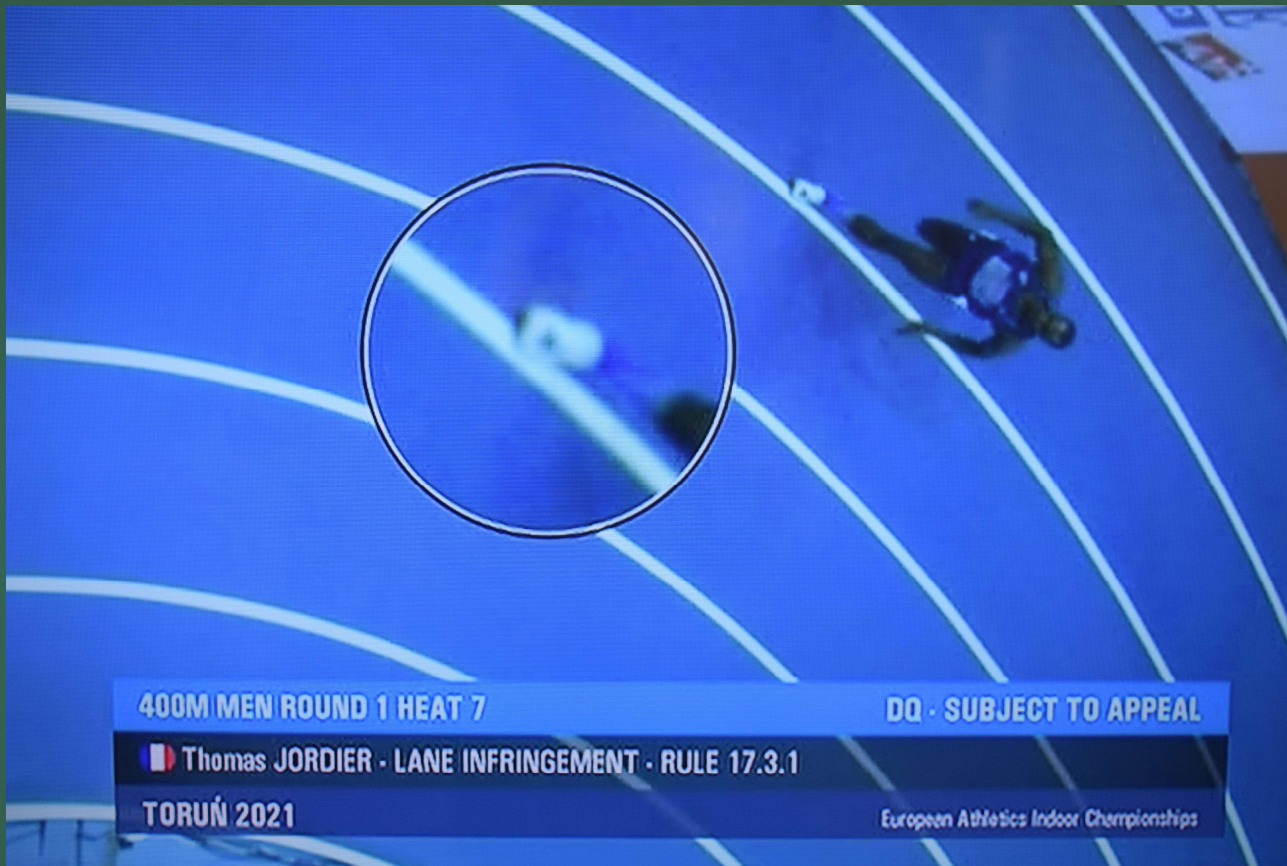 400M MEN ROUND 1 HEAT 7 DQ - SUBJECT TO APPEAL
Thomas JORDIER - LANE INFRINGEMENT - RULE 17.3.1
TORUŃ 2021 European Athletics Indoor Championships